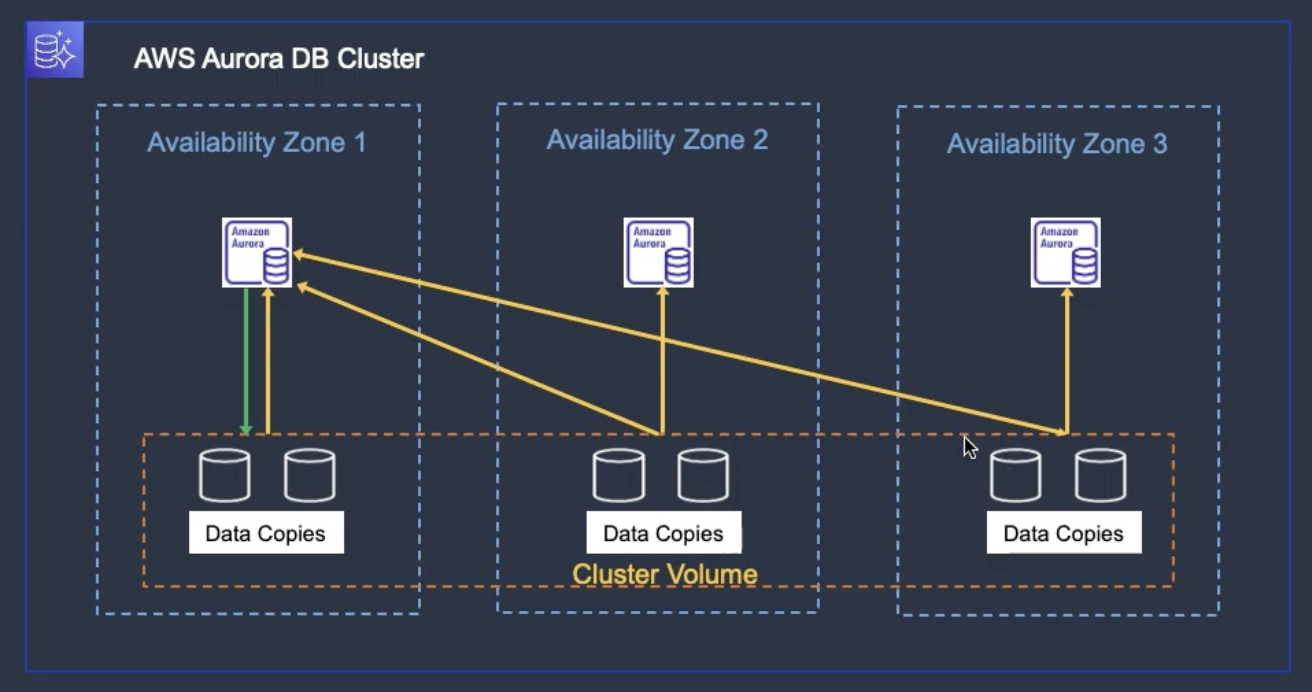 AWS Aurora DB Cluster
Availability Zone 1
Availability Zone 2
Availability Zone 3
Amazon
Aurora
Amazon
Aurora
Amazon
Aurora
Data Copies
Data Copies
Data Copies
Cluster Volume